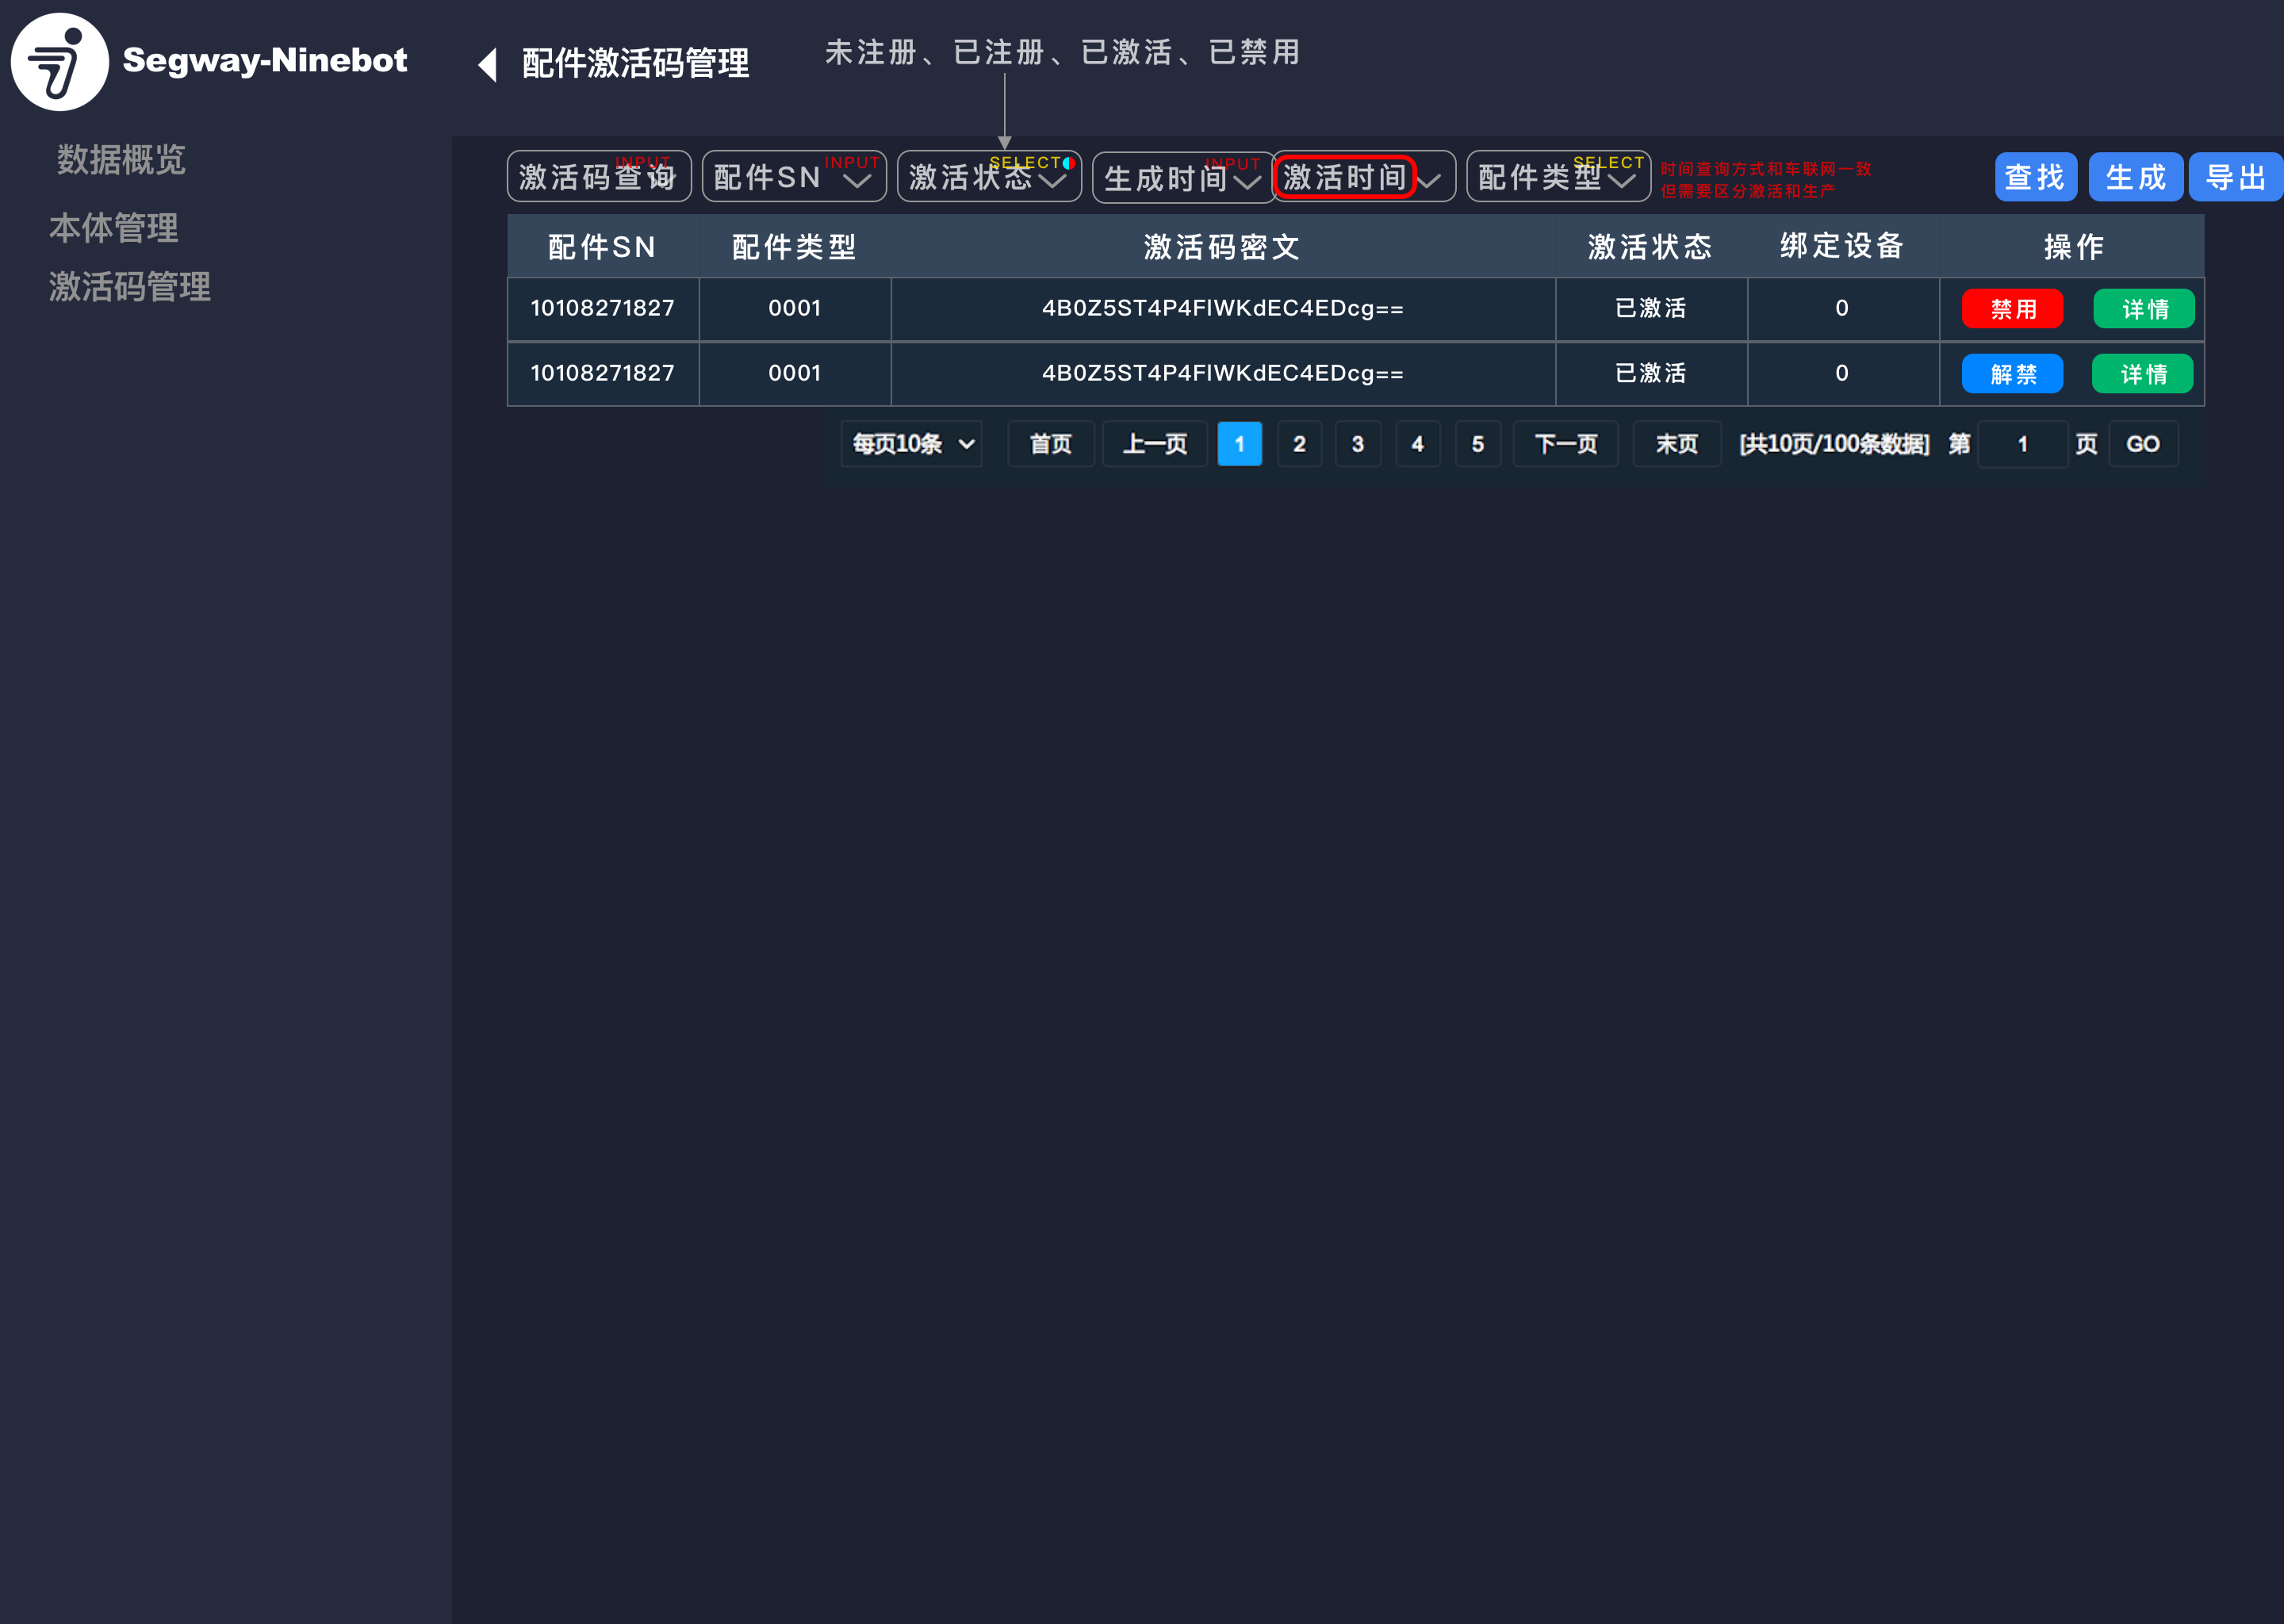 Segway-Ninebot
配件激活码管理
未注册、已注册、已激活、已禁用
数据概览
本体管理
激活码管理
激活码查询 INPUT
配件SN INPUT
激活状态 SELECT
生成时间 INPUT
激活时间
配件类型 SELECT
时间查询方式和车联网一致
但需要区分激活和生产
查找 生成 导出
配件SN 配件类型 激活码密文 激活状态 绑定设备 操作
10108271827 0001 4B0Z5ST4P4FlWKdEC4EDcg== 已激活 0 禁用 详情
10108271827 0001 4B0Z5ST4P4FlWKdEC4EDcg== 已激活 0 解禁 详情
每页10条 首页 上一页 1 2 3 4 5 下一页 末页 [共10页/100条数据] 第 1 页 GO